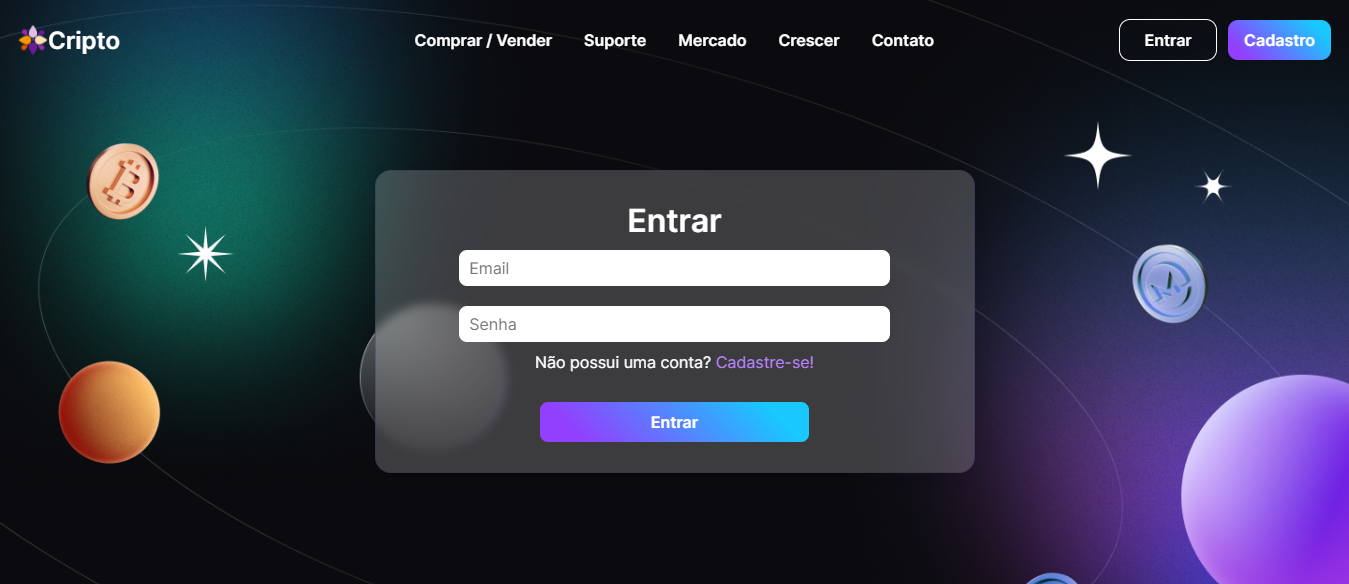 Cripto
Comprar / Vender Suporte Mercado Crescer Contato
Entrar Cadastro
Entrar
Email
Senha
Não possui uma conta? Cadastre-se!
Entrar